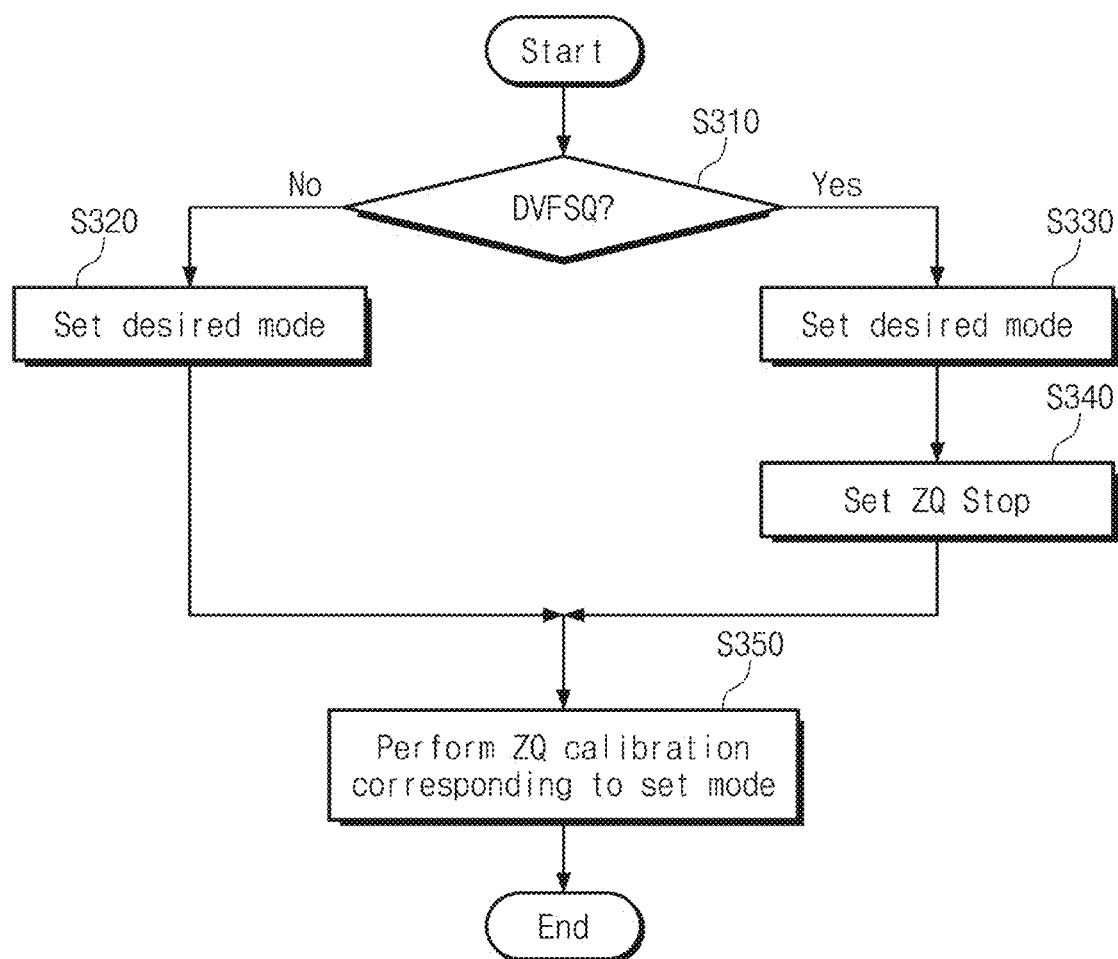 Start
S310
No
DVFSQ?
Yes
S320
S330
Set desired mode
Set desired mode
S340
Set ZQ Stop
S350
Perform ZQ calibration
corresponding to set mode
End